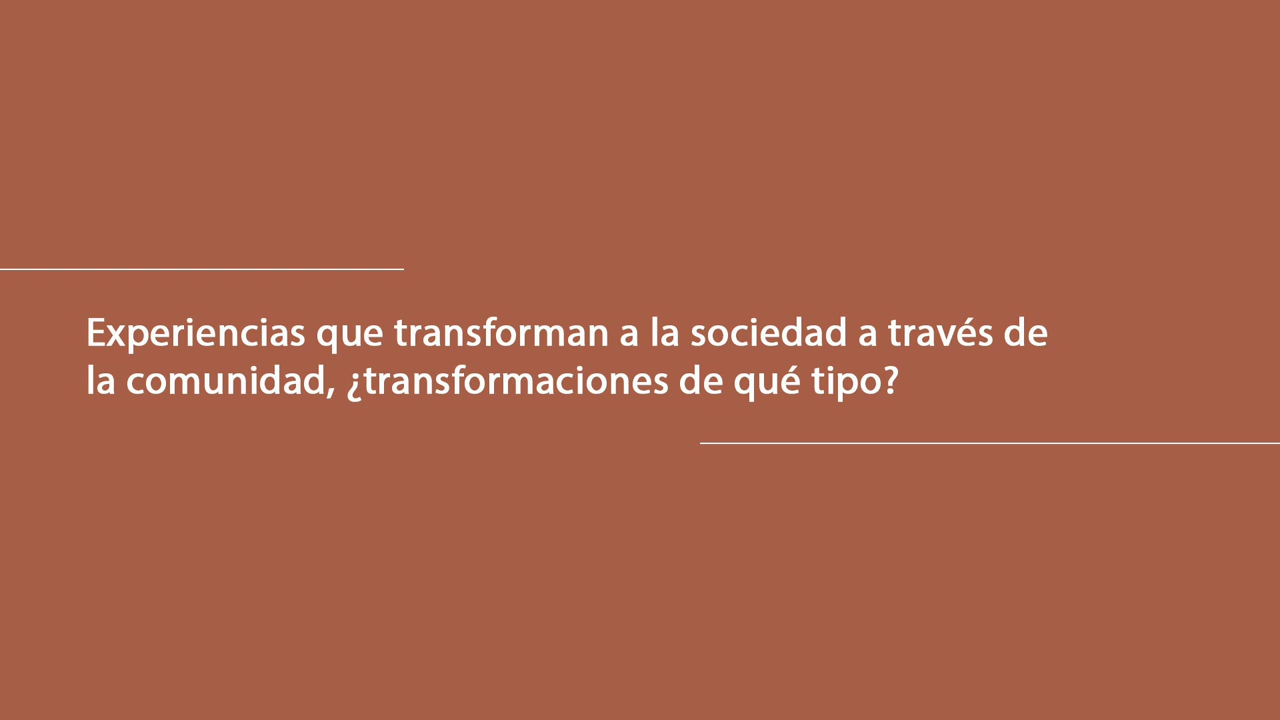 Experiencias que transforman a la sociedad a través de
la comunidad, ¿transformaciones de qué tipo?